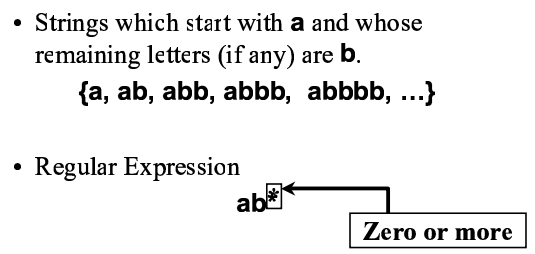 • Strings which start with a and whose
remaining letters (if any) are b.
{a, ab, abb, abbb, abbbb, ...}
• Regular Expression
ab*
Zero or more